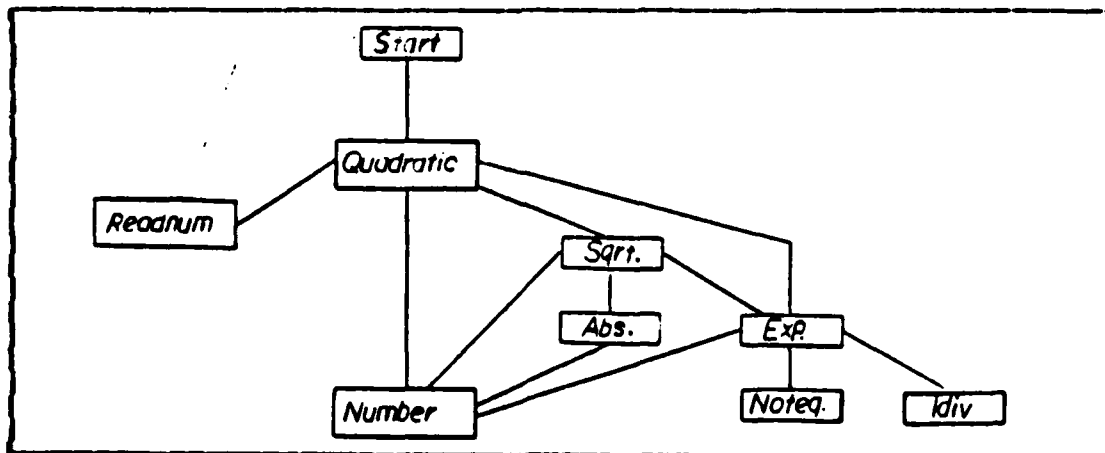 Start
Quadratic
Readnum
Sqrt.
Abs.
Exp.
Number
Noteq.
Idiv